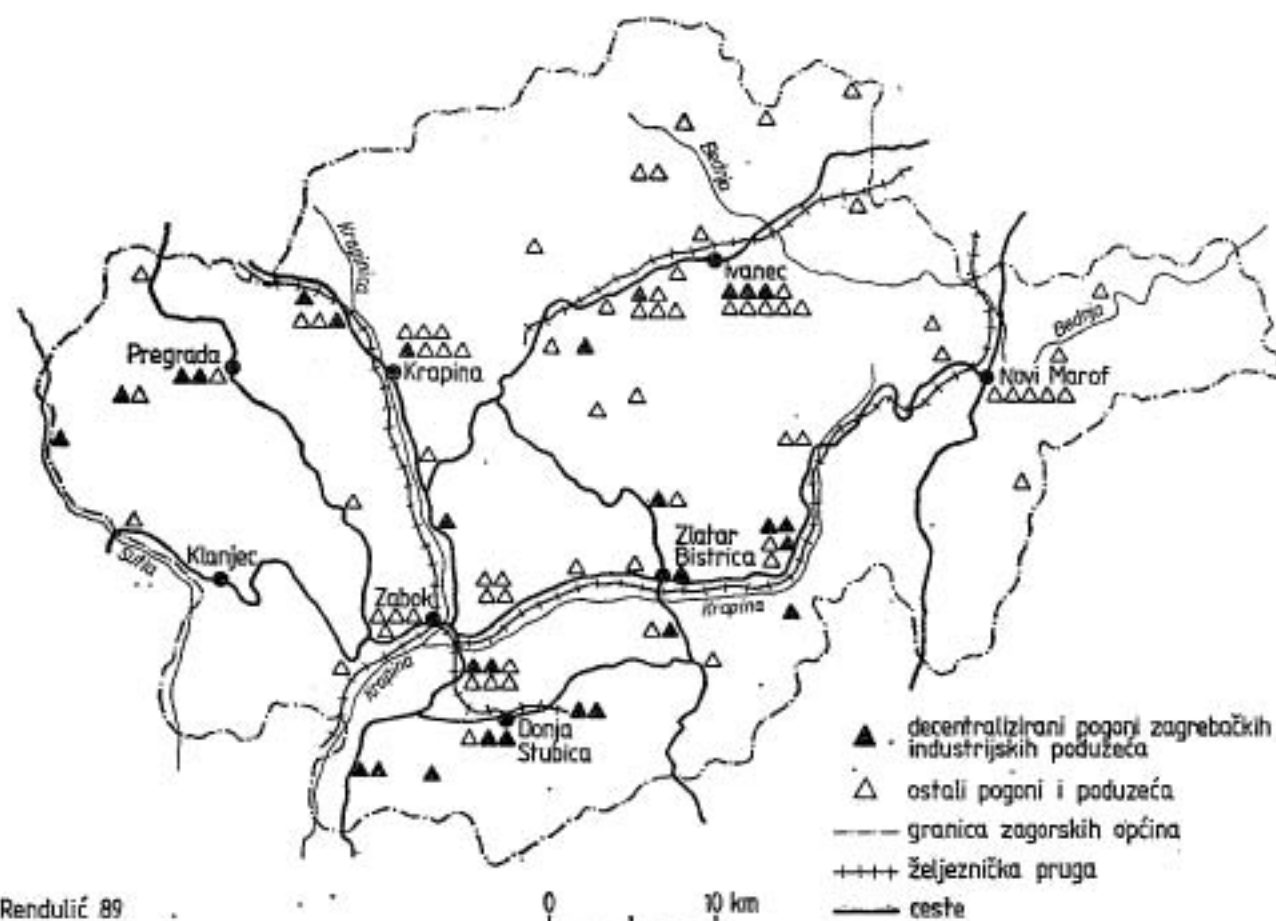 Bednja
Krapinica
Ivanec
Bednja
Pregrada
Krapina
Novi Marof
Zlatar
Bistrica
Sutla
Klanjec
Krapina
Zabok
Krapina
Donja
Stubica
decentralizirani pogoni zagrebačkih
industrijskih podužeća
ostali pogoni i poduzeća
granica zagorskih općina
željeznička pruga
ceste
Rendulić 89
0 10 km